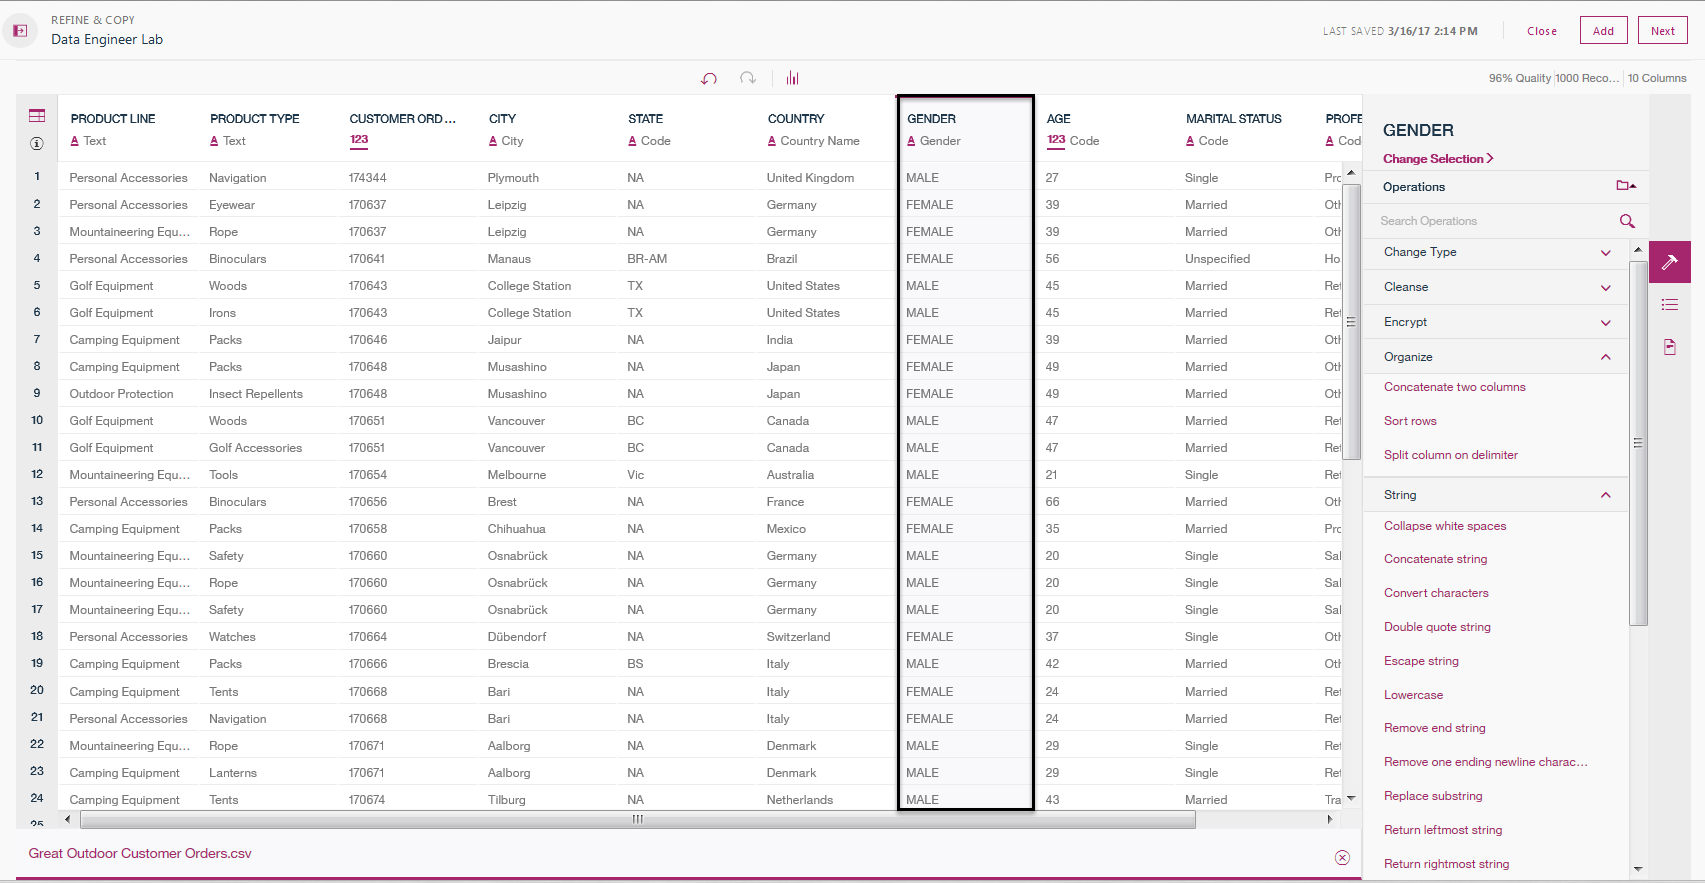 REFINE & COPY
Data Engineer Lab
LAST SAVED 3/16/17 2:14 PM
Close
Add
Next
96% Quality 1000 Reco... 10 Columns
PRODUCT LINE PRODUCT TYPE CUSTOMER ORD ... CITY STATE COUNTRY GENDER AGE MARITAL STATUS PROFE
A Text A Text 123 A City A Code A Country Name A Gender 123 Code A Code A Cod
1 Personal Accessories Navigation 174344 Plymouth NA United Kingdom MALE 27 Single Prc
2 Personal Accessories Eyewear 170637 Leipzig NA Germany FEMALE 39 Married Oth
3 Mountaineering Equ... Rope 170637 Leipzig NA Germany FEMALE 39 Married Oth
4 Personal Accessories Binoculars 170641 Manaus BR-AM Brazil FEMALE 56 Unspecified Ho
5 Golf Equipment Woods 170643 College Station TX United States MALE 45 Married Ret
6 Golf Equipment Irons 170643 College Station TX United States MALE 45 Married Ret
7 Camping Equipment Packs 170646 Jaipur NA India FEMALE 39 Married Oth
8 Camping Equipment Packs 170648 Musashino NA Japan FEMALE 49 Married Oth
9 Outdoor Protection Insect Repellents 170648 Musashino NA Japan FEMALE 49 Married Oth
10 Golf Equipment Woods 170651 Vancouver BC Canada MALE 47 Married Ret
11 Golf Equipment Golf Accessories 170651 Vancouver BC Canada MALE 47 Married Ret
12 Mountaineering Equ... Tools 170654 Melbourne Vic Australia MALE 21 Single Ret
13 Personal Accessories Binoculars 170656 Brest NA France FEMALE 66 Married Oth
14 Camping Equipment Packs 170658 Chihuahua NA Mexico FEMALE 35 Married Prc
15 Mountaineering Equ... Safety 170660 Osnabrück NA Germany MALE 20 Single Sal
16 Mountaineering Equ... Rope 170660 Osnabrück NA Germany MALE 20 Single Sal
17 Mountaineering Equ... Safety 170660 Osnabrück NA Germany MALE 20 Single Sal
18 Personal Accessories Watches 170664 Dübendorf NA Switzerland FEMALE 37 Single Oth
19 Camping Equipment Packs 170666 Brescia BS Italy MALE 42 Married Oth
20 Camping Equipment Tents 170668 Bari NA Italy FEMALE 24 Married Ret
21 Personal Accessories Navigation 170668 Bari NA Italy FEMALE 24 Married Ret
22 Mountaineering Equ... Rope 170671 Aalborg NA Denmark MALE 29 Single Ret
23 Camping Equipment Lanterns 170671 Aalborg NA Denmark MALE 29 Single Ret
24 Camping Equipment Tents 170674 Tilburg NA Netherlands MALE 43 Married Tra
25
Great Outdoor Customer Orders.csv
GENDER
Change Selection
Operations
Search Operations
Change Type
Cleanse
Encrypt
Organize
Concatenate two columns
Sort rows
Split column on delimiter
String
Collapse white spaces
Concatenate string
Convert characters
Double quote string
Escape string
Lowercase
Remove end string
Remove one ending newline charac...
Replace substring
Return leftmost string
Return rightmost string